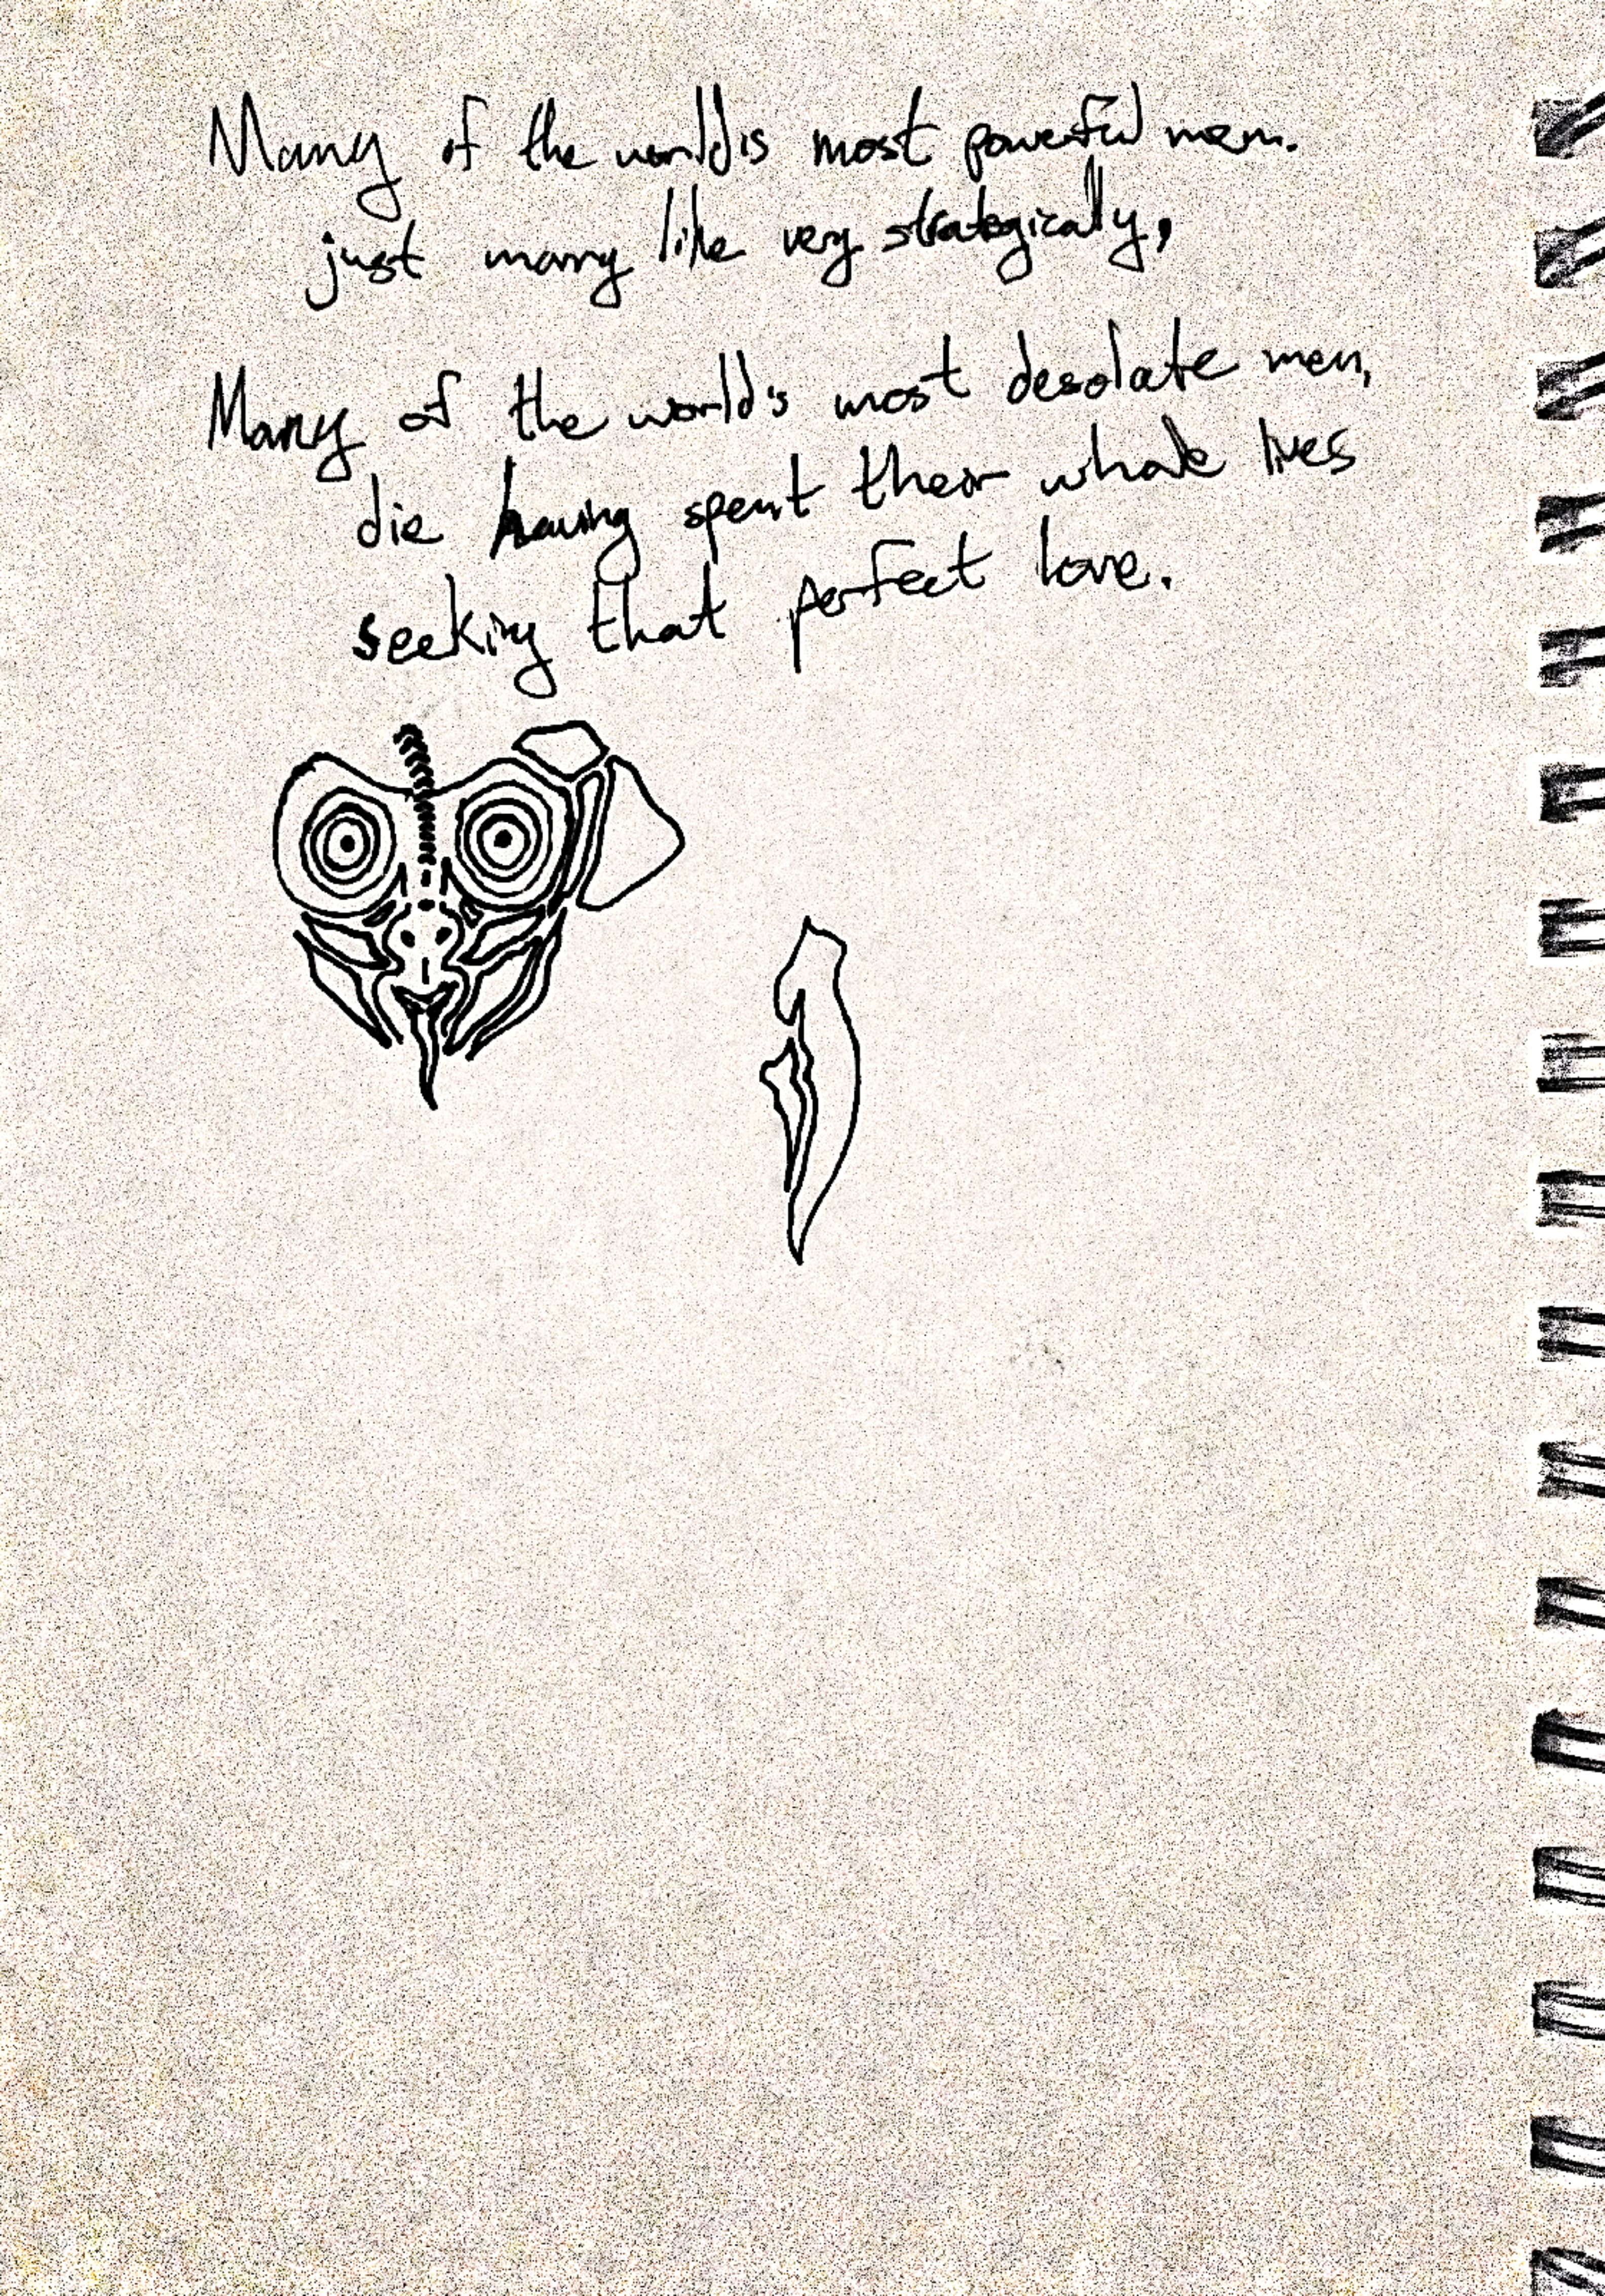 Many of the world's most powerful men.
just marry like very strategically,
Many of the world's most desolate men,
die having spent their whole lives
seeking that perfect love.